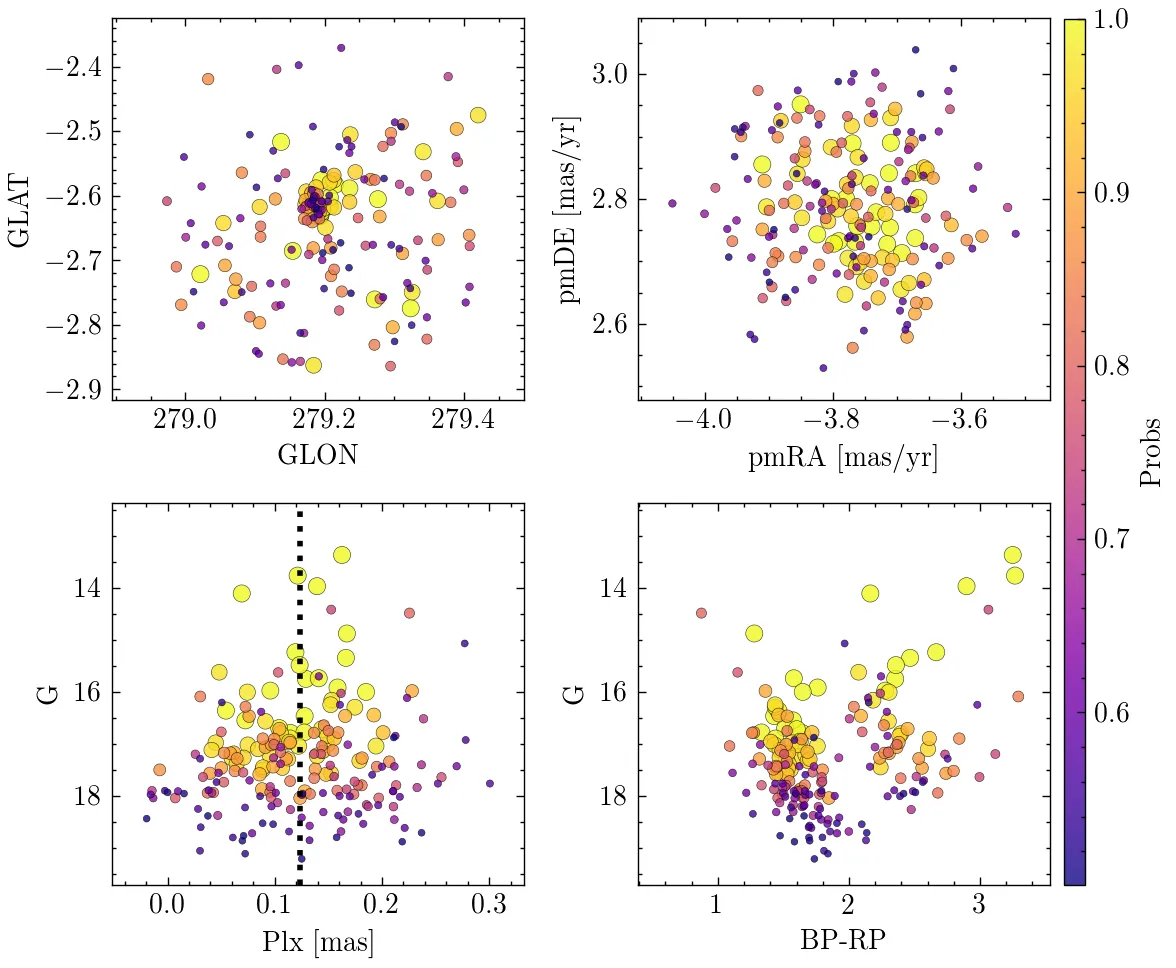 −2.4
−2.5
−2.6
−2.7
−2.8
−2.9
GLAT
279.0 279.2 279.4
GLON
3.0
2.8
2.6
pmDE [mas/yr]
−4.0 −3.8 −3.6
pmRA [mas/yr]
14
16
18
G
0.0 0.1 0.2 0.3
Plx [mas]
14
16
18
G
1 2 3
BP-RP
1.0
0.9
0.8
0.7
0.6
Probs